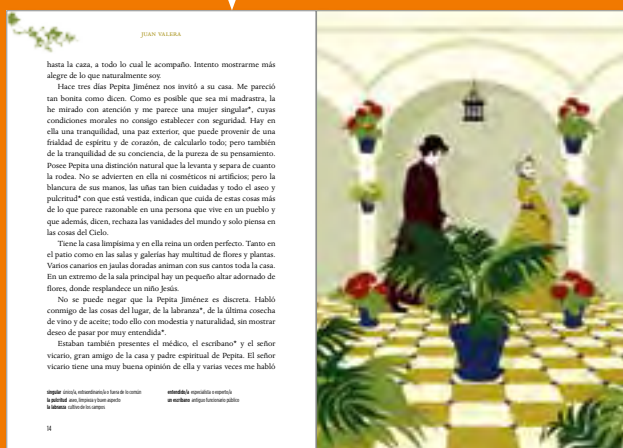 JUAN VALERA
hasta la caza, a todo lo cual le acompaño. Intento mostrarme más
alegre de lo que naturalmente soy.
Hace tres días Pepita Jiménez nos invitó a su casa. Me pareció
tan bonita como dicen. Como es posible que sea mi madrastra, la
he mirado con atención y me parece una mujer singular*, cuyas
condiciones morales no consigo establecer con seguridad. Hay en
ella una tranquilidad, una paz exterior, que puede provenir de una
frialdad de espíritu y de corazón, de calcularlo todo; pero también
de la tranquilidad de su conciencia, de la pureza de su pensamiento.
Posee Pepita una distinción natural que la levanta y separa de cuanto
la rodea. No se advierten en ella ni cosméticos ni artificios; pero la
blancura de sus manos, las uñas tan bien cuidadas y todo el aseo y
pulcritud* con que está vestida, indican que cuida de estas cosas más
de lo que parece razonable en una persona que vive en un pueblo y
que además, dicen, rechaza las vanidades del mundo y solo piensa en
las cosas del Cielo.
Tiene la casa limpísima y en ella reina un orden perfecto. Tanto en
el patio como en las salas y galerías hay multitud de flores y plantas.
Varios canarios en jaulas doradas animan con sus cantos toda la casa.
En un extremo de la sala principal hay un pequeño altar adornado de
flores, donde resplandece un niño Jesús.
No se puede negar que la Pepita Jiménez es discreta. Habló
conmigo de las cosas del lugar, de la labranza*, de la última cosecha
de vino y de aceite; todo ello con modestia y naturalidad, sin mostrar
deseo de pasar por muy entendida*.
Estaban también presentes el médico, el escribano* y el señor
vicario, gran amigo de la casa y padre espiritual de Pepita. El señor
vicario tiene una muy buena opinión de ella y varias veces me habló
singular único/a, extraordinario/a o fuera de lo común
la pulcritud aseo, limpieza y buen aspecto
la labranza cultivo de los campos
entendido/a especialista o experto/a
un escribano antiguo funcionario público
14